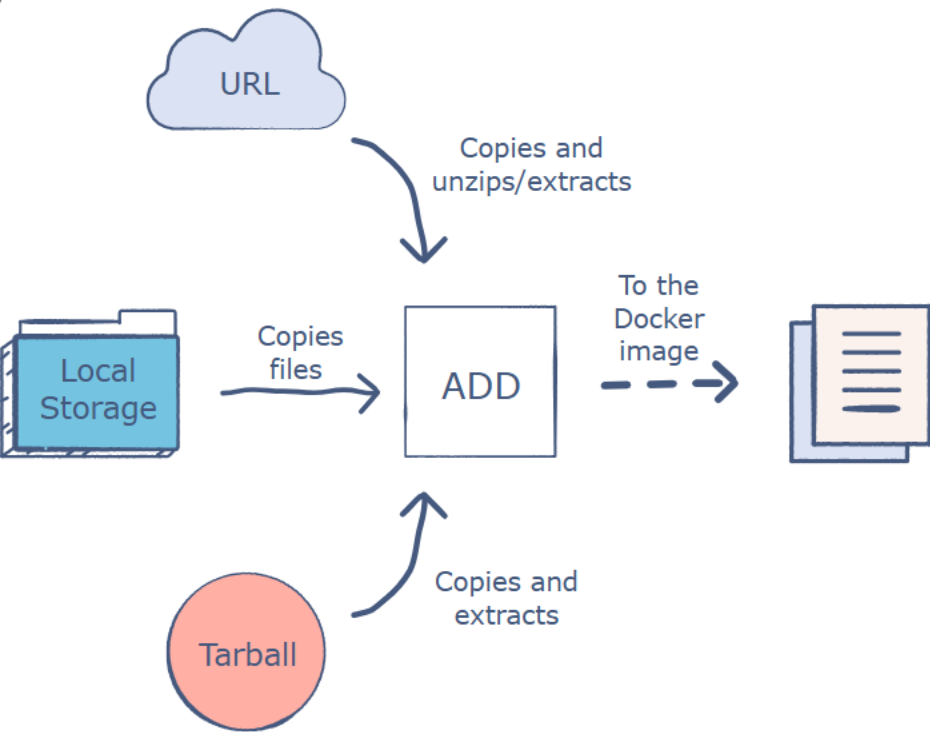 URL
Copies and
unzips/extracts
To the
Docker
image
Copies
files
Local
Storage
ADD
Copies and
extracts
Tarball